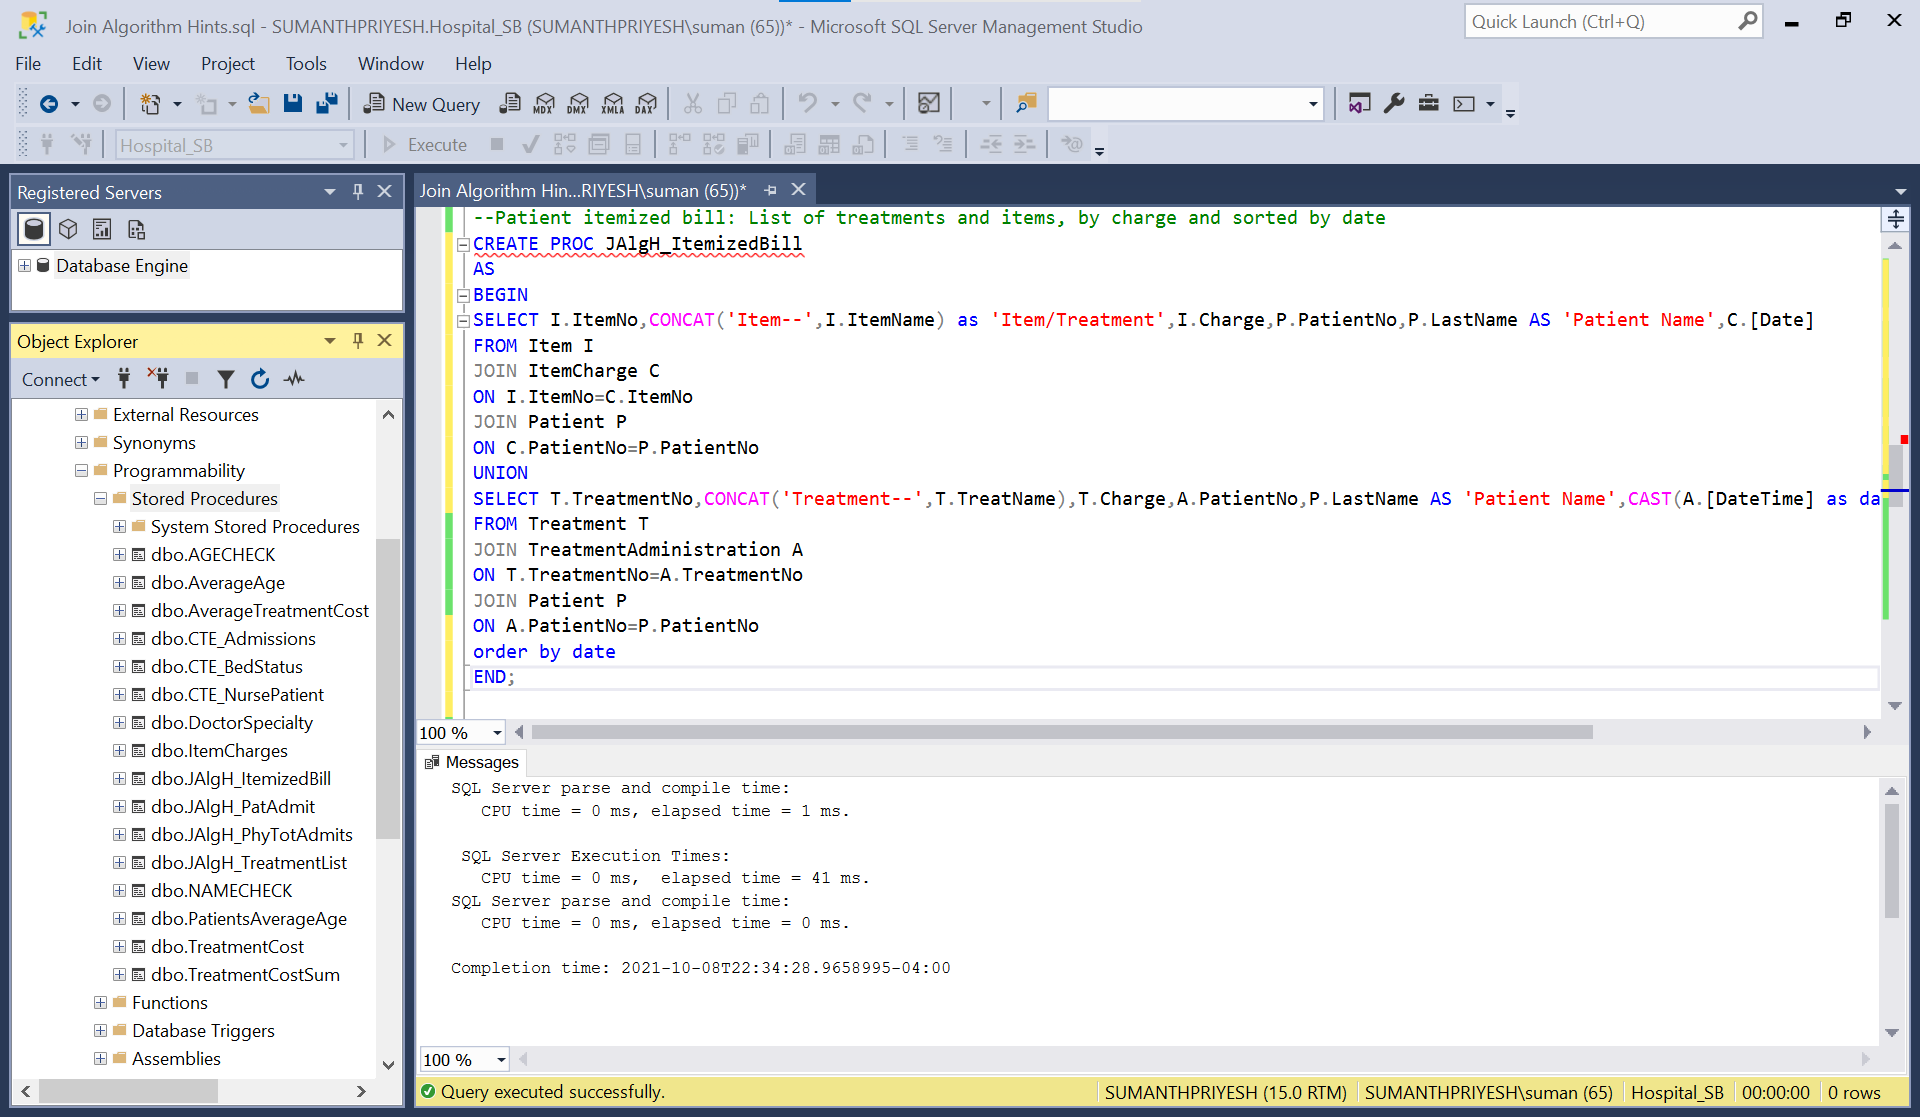 Join Algorithm Hints.sql - SUMANTHPRIYESH.Hospital_SB (SUMANTHPRIYESH\suman (65))* - Microsoft SQL Server Management Studio
Quick Launch (Ctrl+Q)
File Edit View Project Tools Window Help
New Query MDX DMX XMLA DAX
Hospital_SB Execute
Registered Servers
Database Engine
Object Explorer
Connect
External Resources
Synonyms
Programmability
Stored Procedures
System Stored Procedures
dbo.AGECHECK
dbo.AverageAge
dbo.AverageTreatmentCost
dbo.CTE_Admissions
dbo.CTE_BedStatus
dbo.CTE_NursePatient
dbo.DoctorSpecialty
dbo.ItemCharges
dbo.JAlgH_ItemizedBill
dbo.JAlgH_PatAdmit
dbo.JAlgH_PhyTotAdmits
dbo.JAlgH_TreatmentList
dbo.NAMECHECK
dbo.PatientsAverageAge
dbo.TreatmentCost
dbo.TreatmentCostSum
Functions
Database Triggers
Assemblies
Join Algorithm Hin...RIYESH\suman (65))*
--Patient itemized bill: List of treatments and items, by charge and sorted by date
CREATE PROC JAlgH_ItemizedBill
AS
BEGIN
SELECT I.ItemNo,CONCAT('Item--',I.ItemName) as 'Item/Treatment',I.Charge,P.PatientNo,P.LastName AS 'Patient Name',C.[Date]
FROM Item I
JOIN ItemCharge C
ON I.ItemNo=C.ItemNo
JOIN Patient P
ON C.PatientNo=P.PatientNo
UNION
SELECT T.TreatmentNo,CONCAT('Treatment--',T.TreatName),T.Charge,A.PatientNo,P.LastName AS 'Patient Name',CAST(A.[DateTime] as da
FROM Treatment T
JOIN TreatmentAdministration A
ON T.TreatmentNo=A.TreatmentNo
JOIN Patient P
ON A.PatientNo=P.PatientNo
order by date
END;
100 %
Messages
SQL Server parse and compile time:
CPU time = 0 ms, elapsed time = 1 ms.
SQL Server Execution Times:
CPU time = 0 ms,  elapsed time = 41 ms.
SQL Server parse and compile time:
CPU time = 0 ms, elapsed time = 0 ms.
Completion time: 2021-10-08T22:34:28.9658995-04:00
100 %
Query executed successfully. SUMANTHPRIYESH (15.0 RTM) SUMANTHPRIYESH\suman (65) Hospital_SB 00:00:00 0 rows